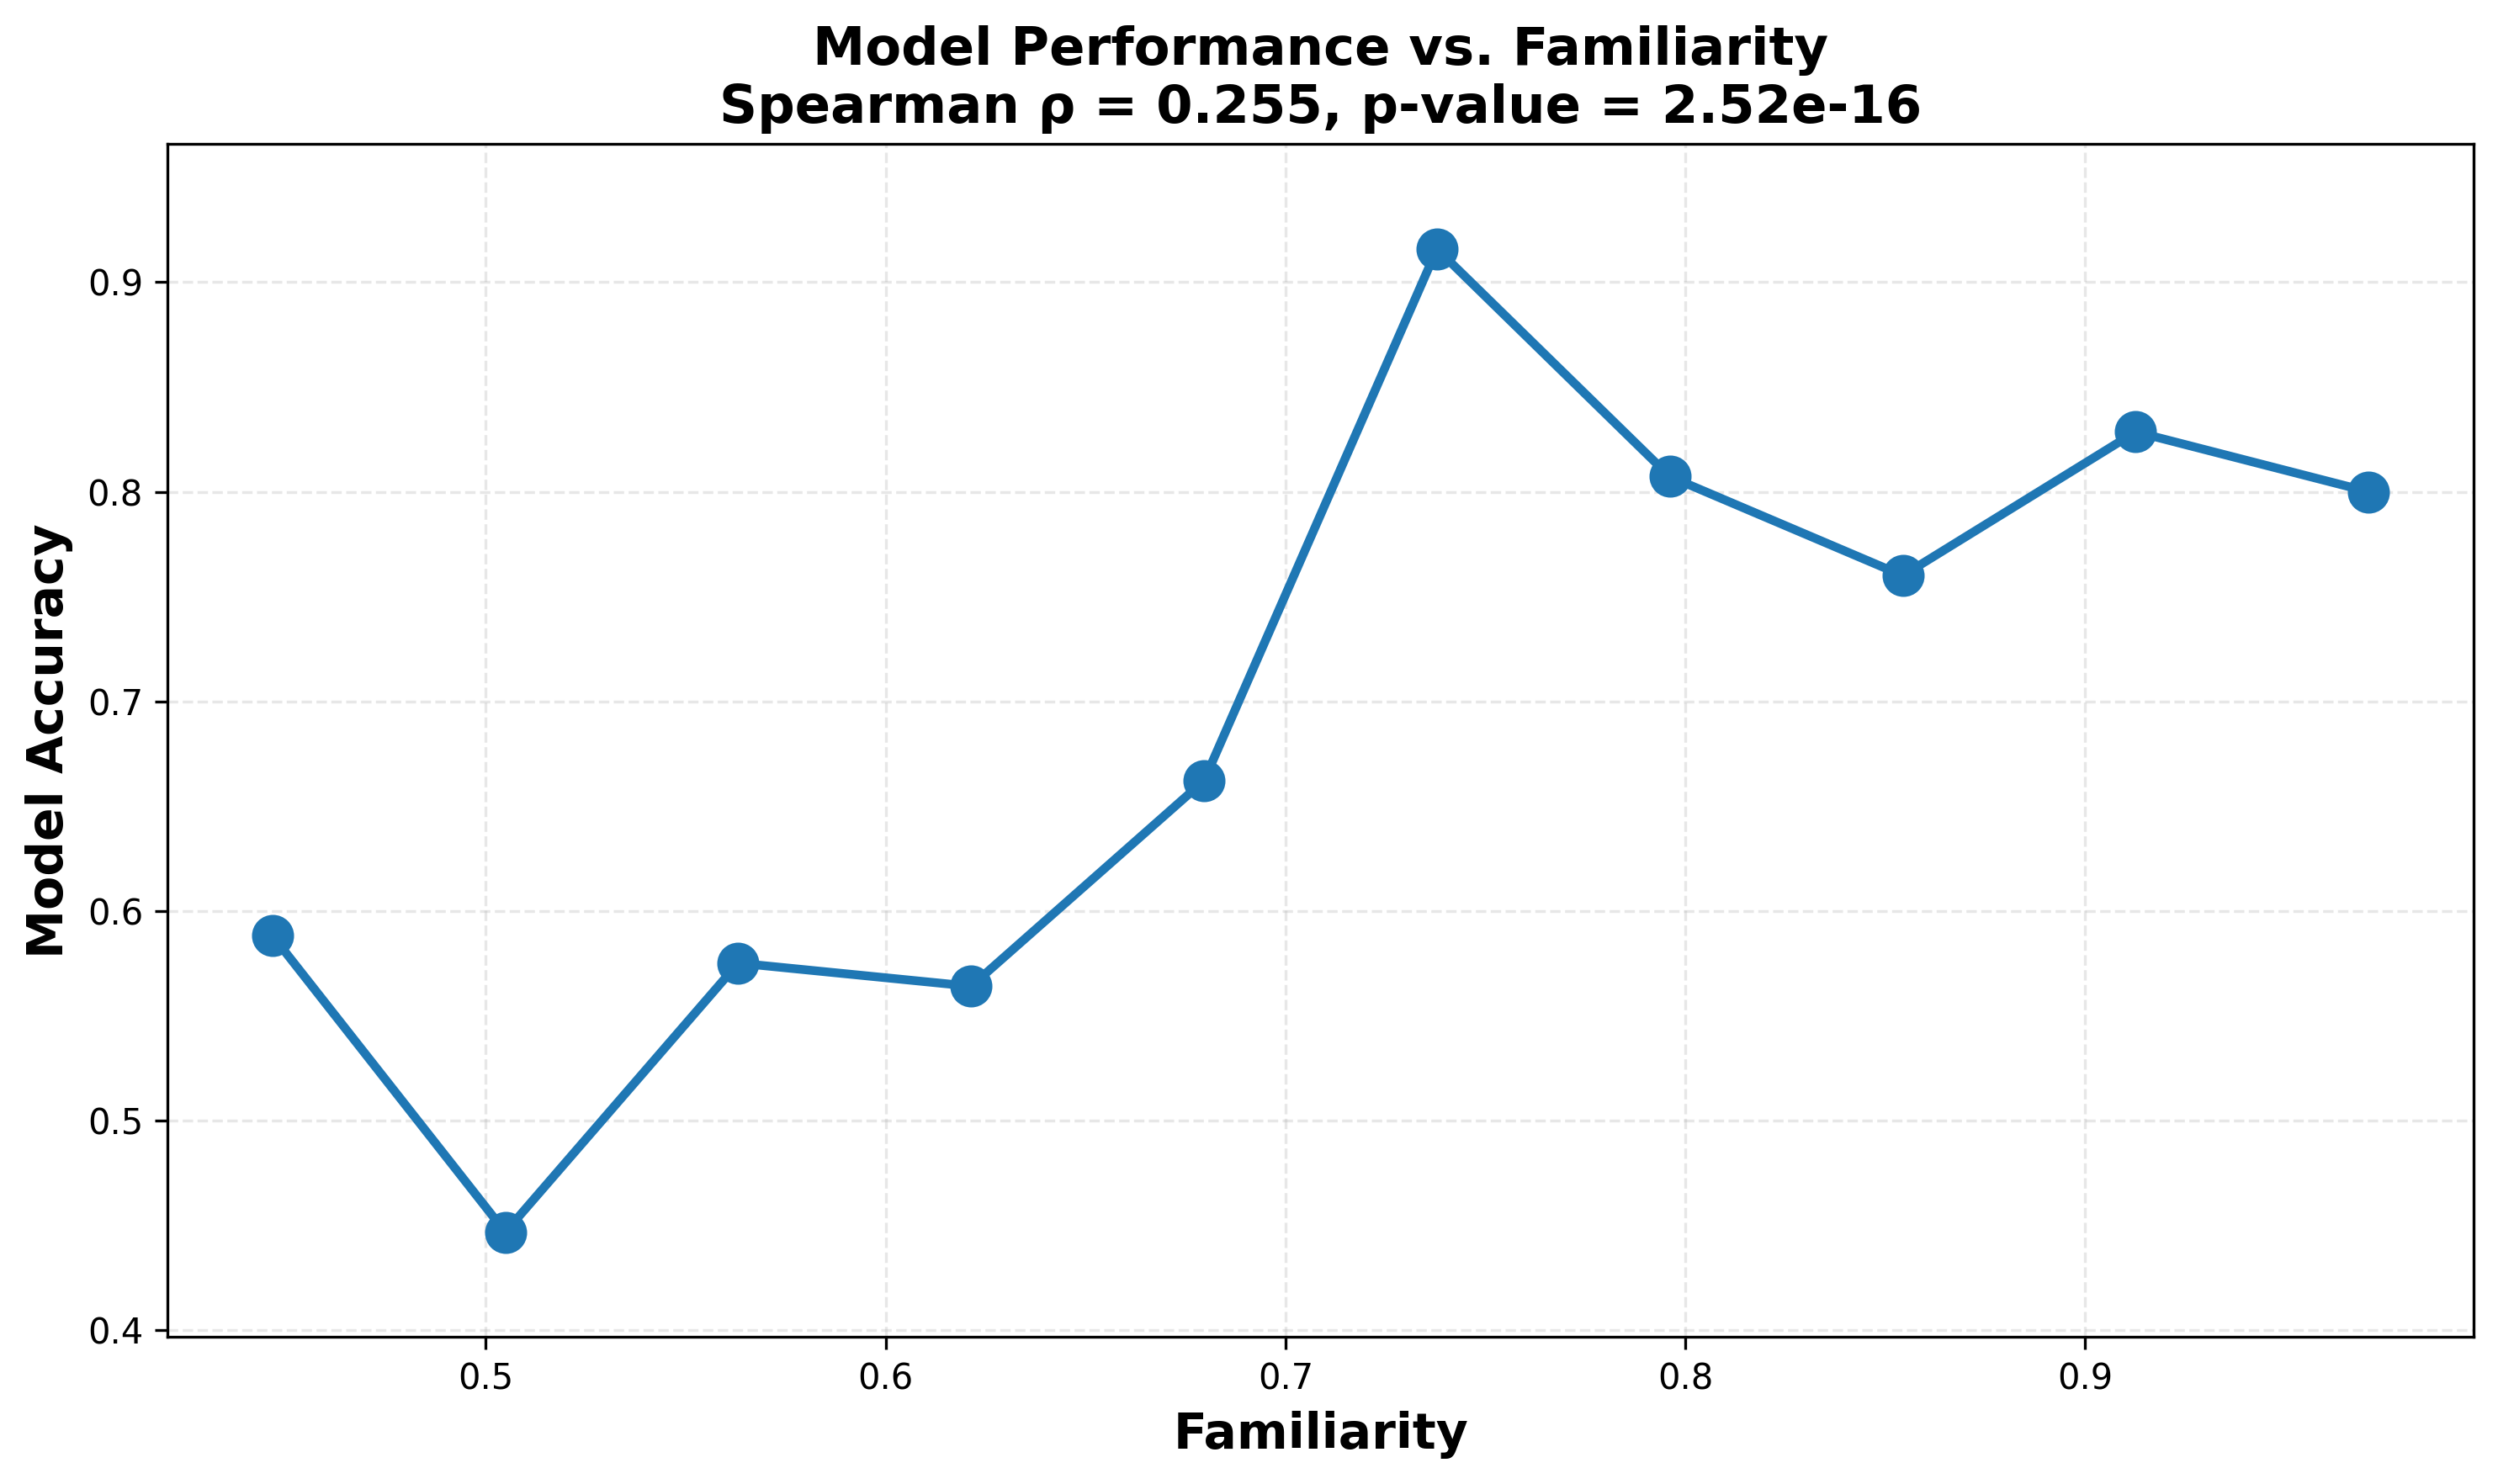 Model Performance vs. Familiarity
Spearman ρ = 0.255, p-value = 2.52e-16
Model Accuracy
0.9
0.8
0.7
0.6
0.5
0.4
0.5 0.6 0.7 0.8 0.9
Familiarity